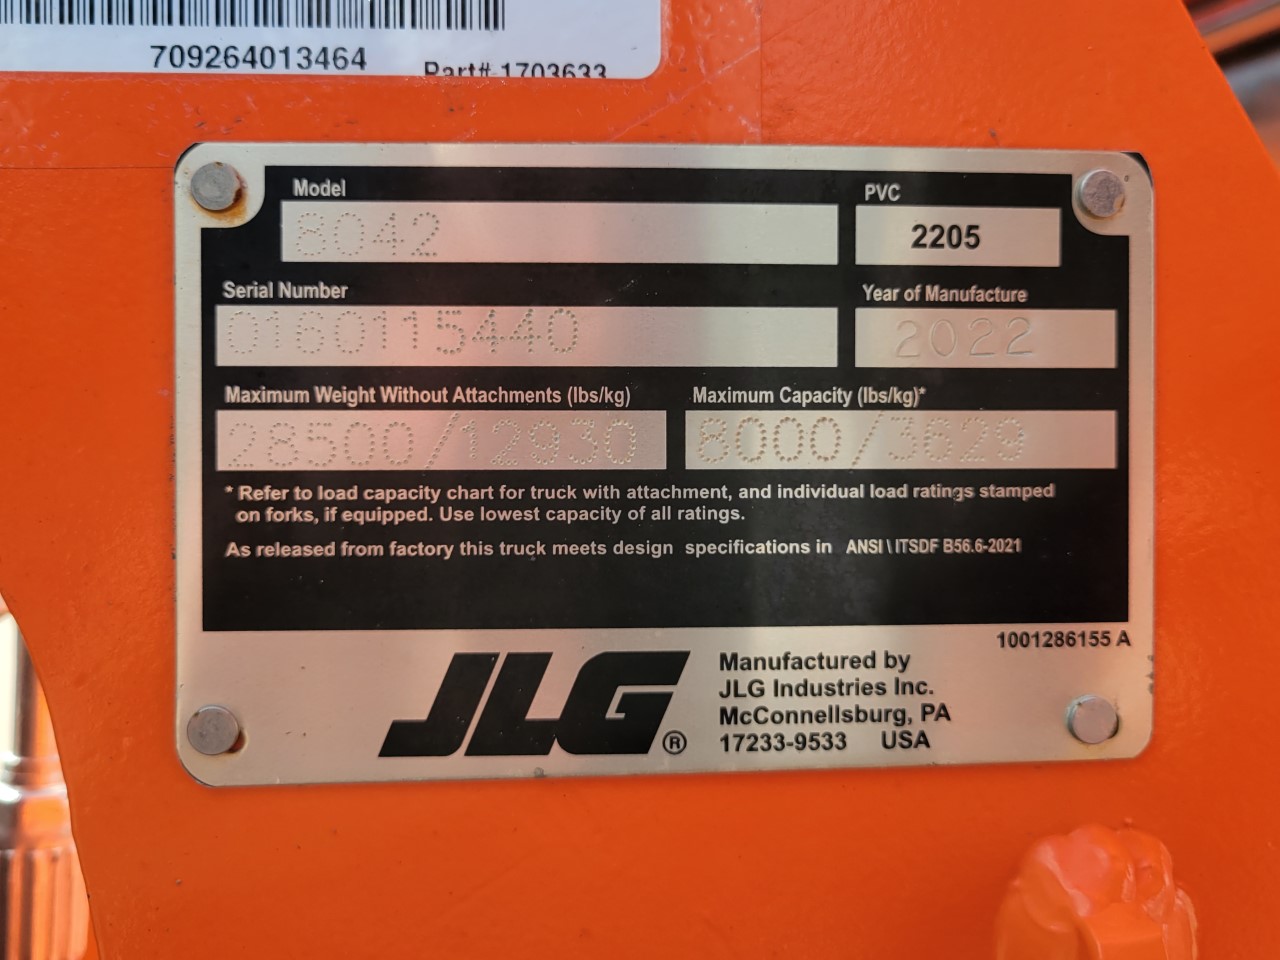 709264013464 Part# 1703633
Model PVC
8042 2205
Serial Number Year of Manufacture
0160115440 2022
Maximum Weight Without Attachments (lbs/kg) Maximum Capacity (lbs/kg)*
28500/12930 8000/3629
* Refer to load capacity chart for truck with attachment, and individual load ratings stamped
on forks, if equipped. Use lowest capacity of all ratings.
As released from factory this truck meets design specifications in ANSI \ ITSDF B56.6-2021
1001286155 A
JLG®
Manufactured by
JLG Industries Inc.
McConnellsburg, PA
17233-9533 USA